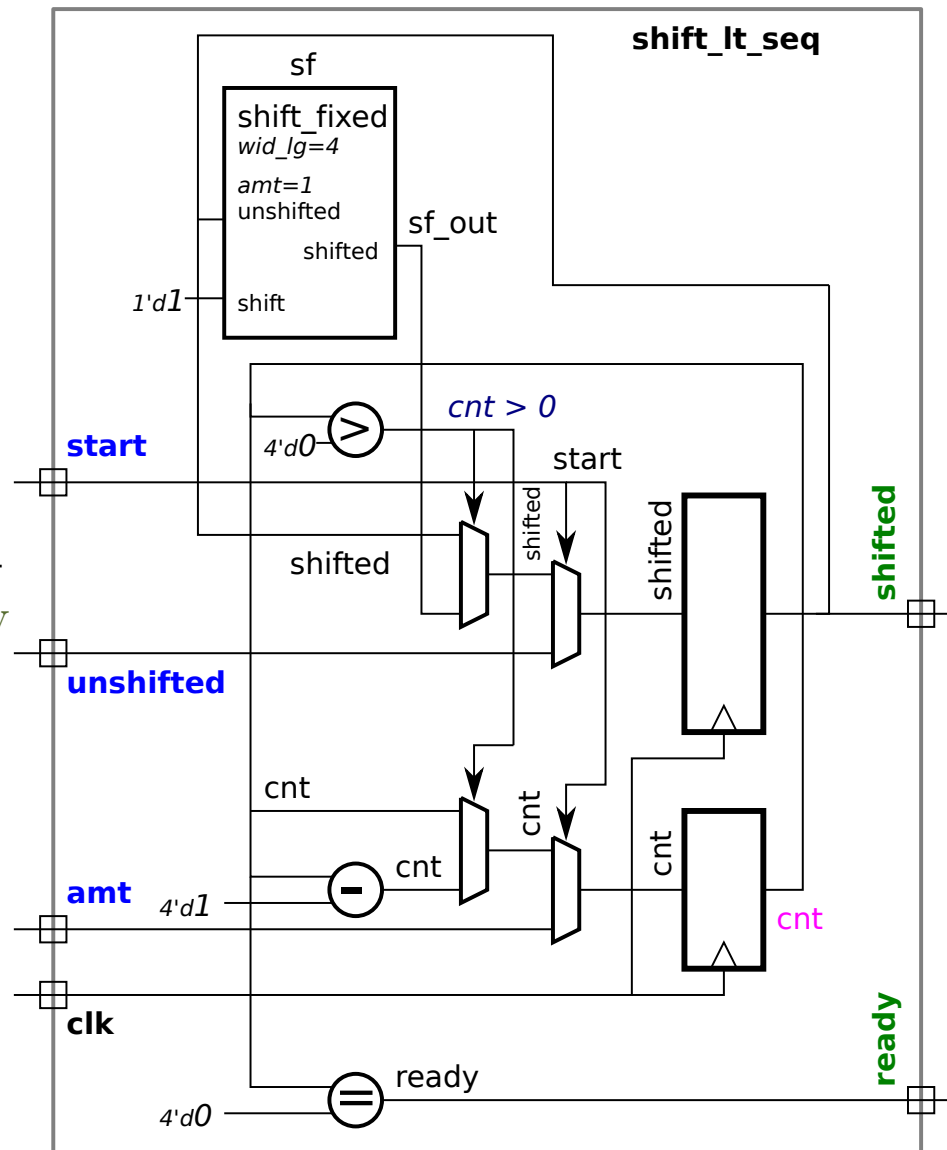 shift_lt_seq
sf
shift_fixed
wid_lg=4
amt=1
unshifted
sf_out
shifted
1'd1
shift
cnt > 0
>
4'd0
start
start
shifted
shifted
shifted
shifted
unshifted
cnt
cnt
cnt
cnt
-
amt
4'd1
cnt
clk
ready
ready
=
4'd0